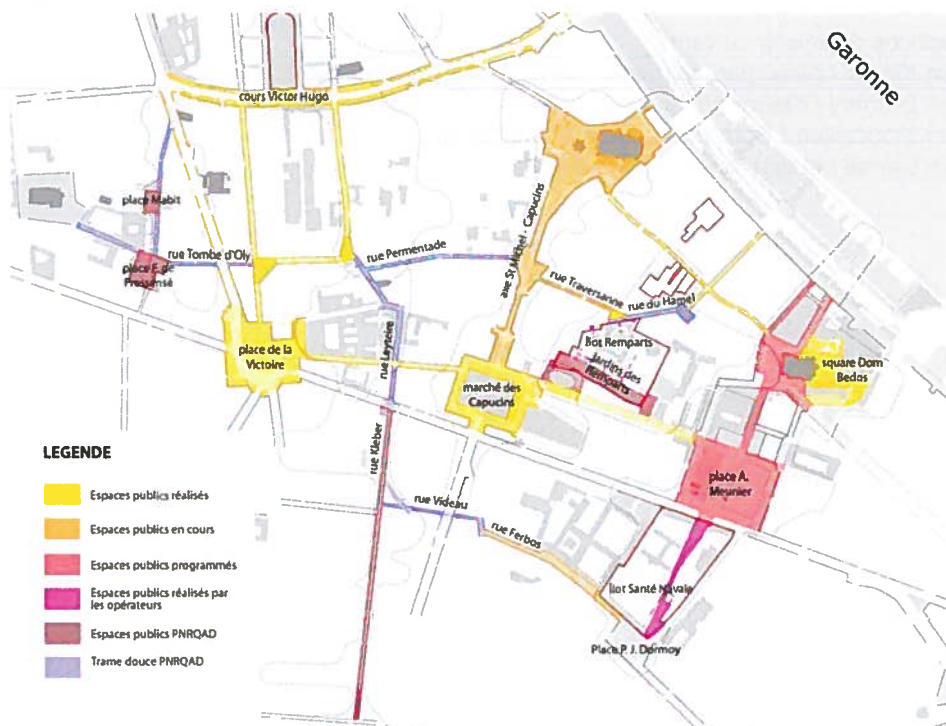 Garonne
cours Victor Hugo
place Mabit
rue Tombe d'Oly
place F. de
Pressensé
rue Permentade
axe St Michel - Capucins
rue Traversanne
rue du Hamel
place de la
Victoire
rue Leyteire
Ilot Remparts
Jardins des
Remparts
square Dom
Bedos
marché des
Capucins
rue Kleber
place A.
Meunier
rue Videau
rue Ferbos
Ilot Santé Navale
Place P. J. Dormoy
LEGENDE
Espaces publics réalisés
Espaces publics en cours
Espaces publics programmés
Espaces publics réalisés par
les opérateurs
Espaces publics PNRQAD
Trame douce PNRQAD